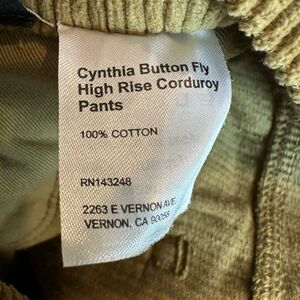 Cynthia Button Fly
High Rise Corduroy
Pants
100% COTTON
RN143248
2263 E VERNON AVE
VERNON, CA 90058